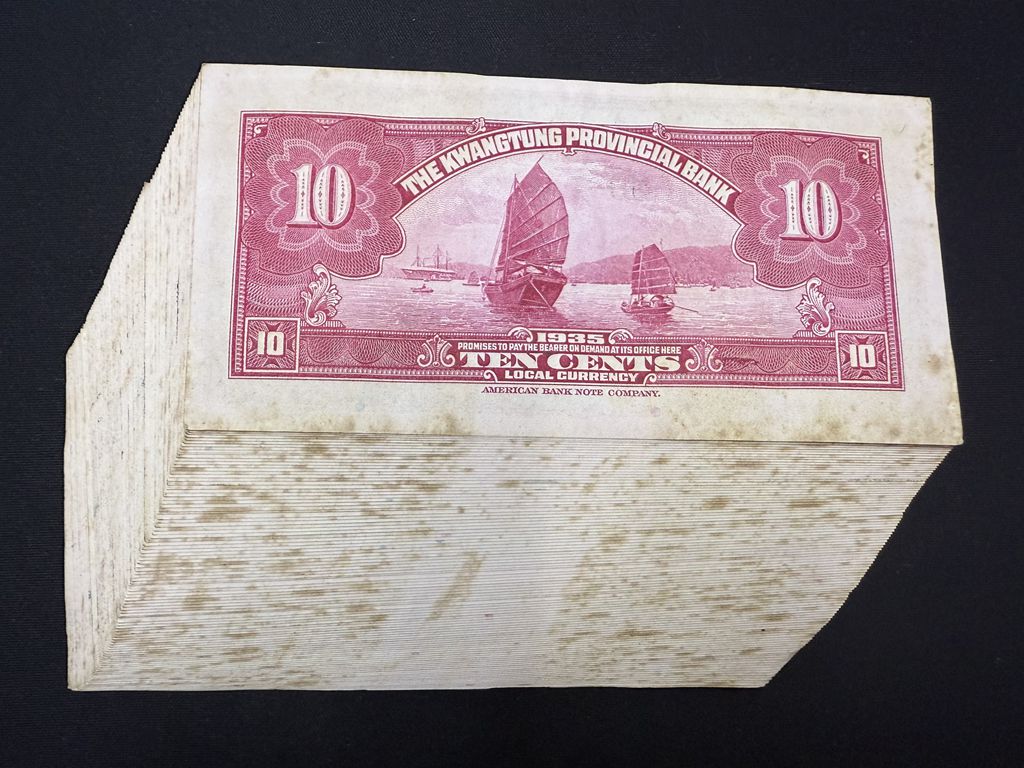 THE KWANGTUNG PROVINCIAL BANK
10
10
1935
PROMISES TO PAY THE BEARER ON DEMAND AT ITS OFFICE HERE
10
TEN CENTS
10
LOCAL CURRENCY
AMERICAN BANK NOTE COMPANY.